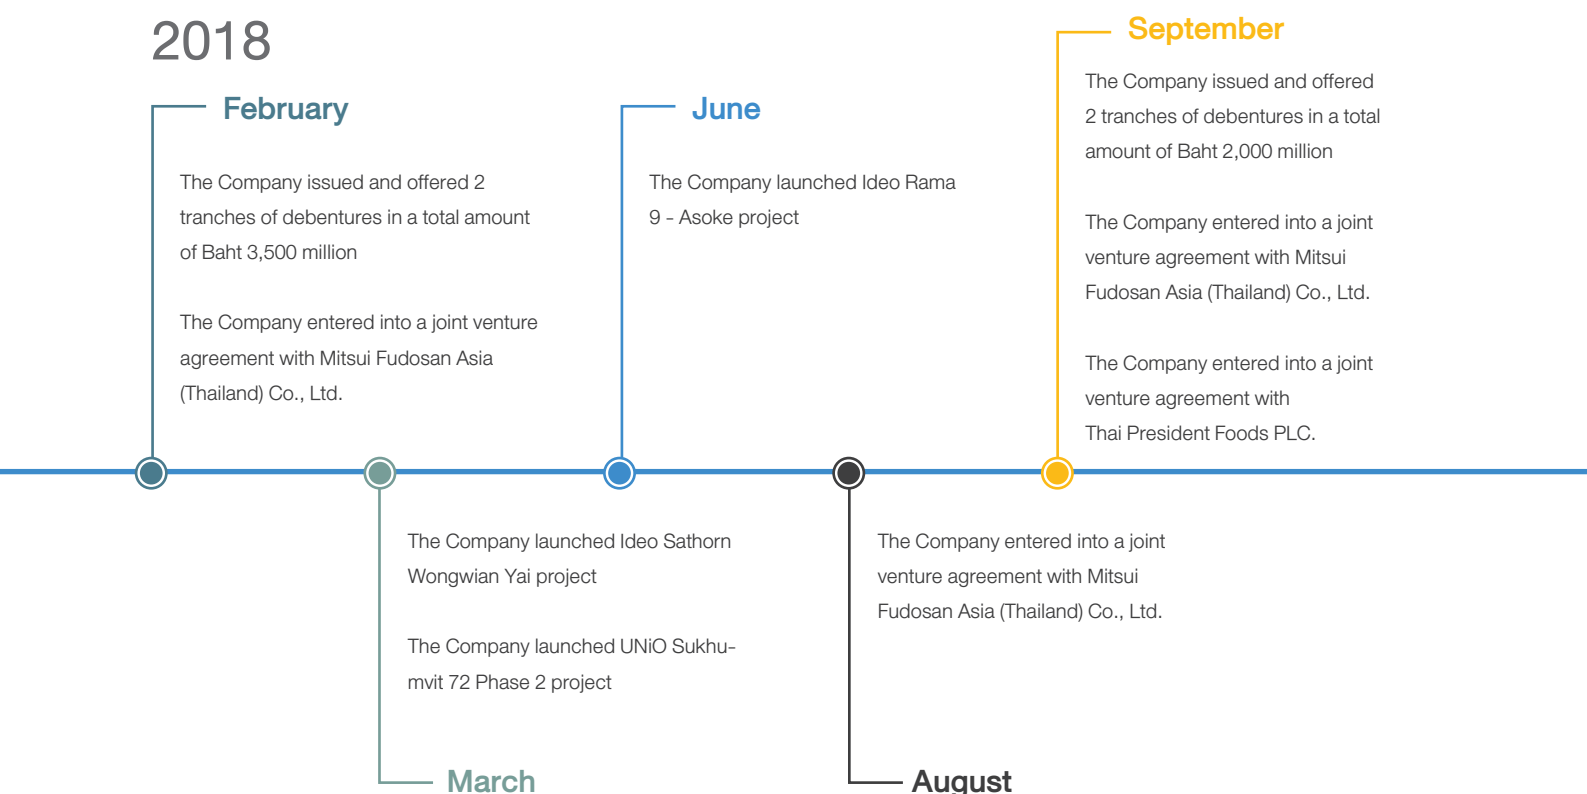 2018
February
The Company issued and offered 2
tranches of debentures in a total amount
of Baht 3,500 million
The Company entered into a joint venture
agreement with Mitsui Fudosan Asia
(Thailand) Co., Ltd.
The Company launched Ideo Sathorn
Wongwian Yai project
The Company launched UNiO Sukhu-
mvit 72 Phase 2 project
March
June
The Company launched Ideo Rama
9 - Asoke project
The Company entered into a joint
venture agreement with Mitsui
Fudosan Asia (Thailand) Co., Ltd.
August
September
The Company issued and offered
2 tranches of debentures in a total
amount of Baht 2,000 million
The Company entered into a joint
venture agreement with Mitsui
Fudosan Asia (Thailand) Co., Ltd.
The Company entered into a joint
venture agreement with
Thai President Foods PLC.